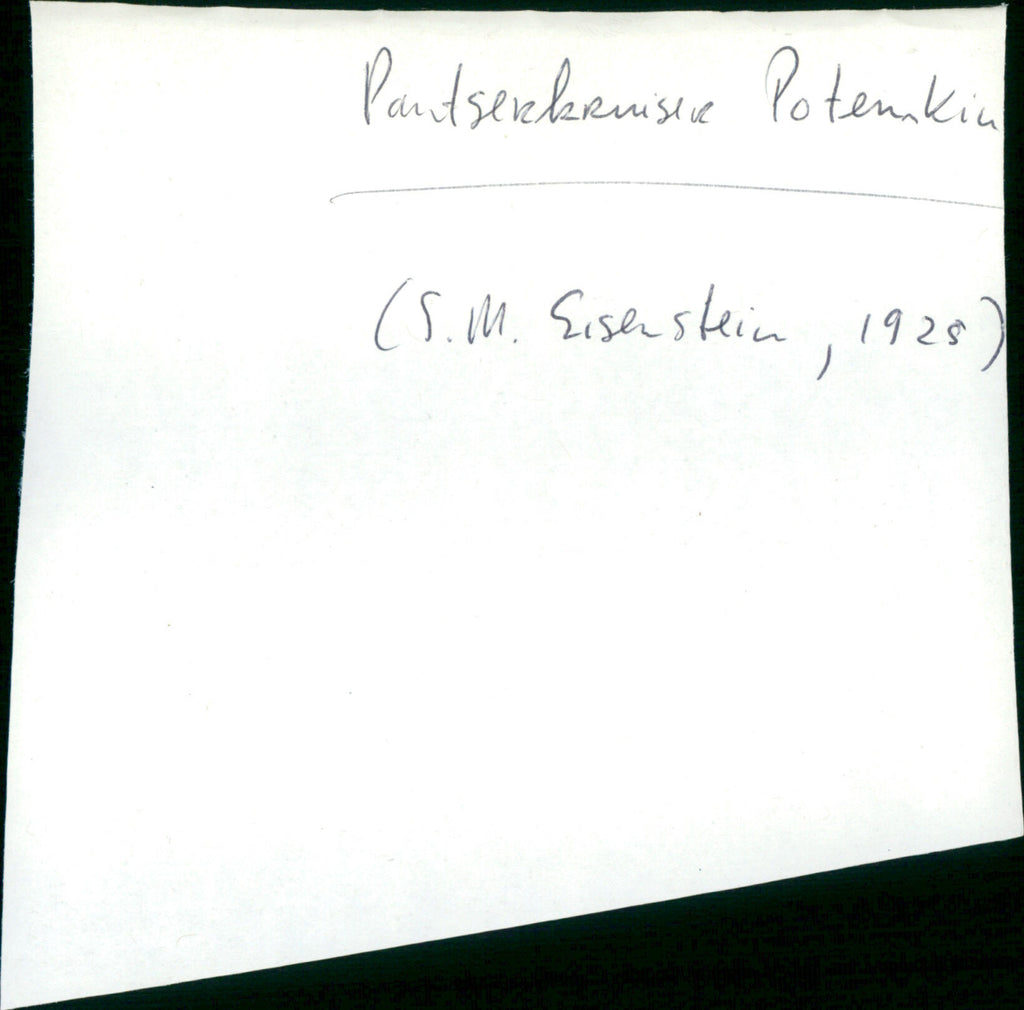 Pantserkruiser Potemkin
(S.M. Eisenstein, 1925)